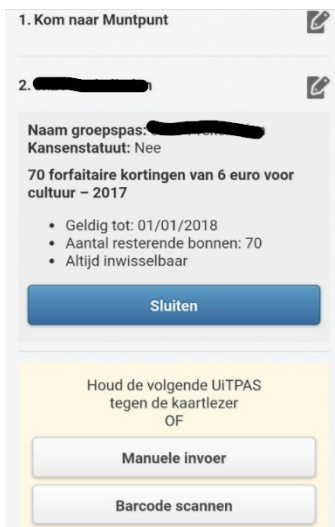 1. Kom naar Muntpunt
2.
Naam groepspas:
Kansenstatuut: Nee
70 forfaitaire kortingen van 6 euro voor
cultuur – 2017
• Geldig tot: 01/01/2018
• Aantal resterende bonnen: 70
• Altijd inwisselbaar
Sluiten
Houd de volgende UiTPAS
tegen de kaartlezer
OF
Manuele invoer
Barcode scannen